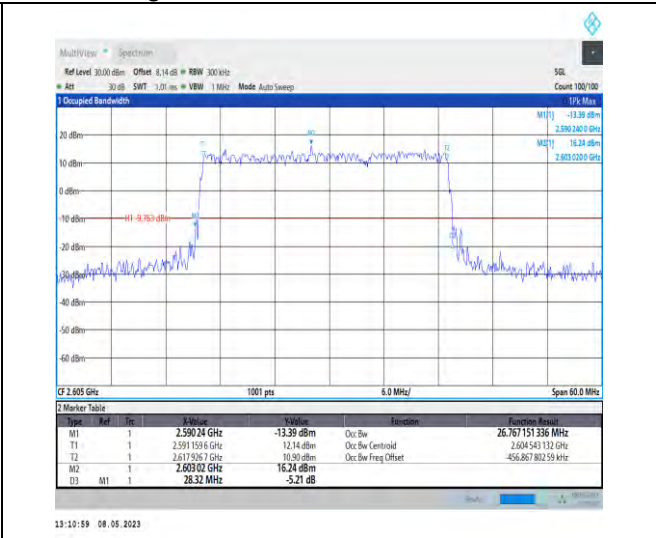 MultiView Spectrum
Ref Level 30.00 dBm Offset 8.14 dB RBW 300 kHz SGL
Att 30 dB SWT 1.01 ms VBW 1 MHz Mode Auto Sweep Count 100/100
1 Occupied Bandwidth 1Pk Max
M1[1] -13.39 dBm
2.590 240 0 GHz
M2[1] 16.24 dBm
2.603 020 0 GHz
20 dBm
10 dBm
0 dBm
-10 dBm
H1 -9.763 dBm
-20 dBm
-30 dBm
-40 dBm
-50 dBm
-60 dBm
M2
T1
T2
M1
D3
CF 2.605 GHz 1001 pts 6.0 MHz/ Span 60.0 MHz
2 Marker Table
Type Ref Trc X-Value Y-Value Function Function Result
M1 1 2.590 24 GHz -13.39 dBm Occ Bw 26.767 151 336 MHz
T1 1 2.591 159 6 GHz 12.14 dBm Occ Bw Centroid 2.604 543 132 GHz
T2 1 2.617 926 7 GHz 10.90 dBm Occ Bw Freq Offset -456.867 802 59 kHz
M2 1 2.603 02 GHz 16.24 dBm
D3 M1 1 28.32 MHz -5.21 dB
13:10:59 08.05.2023